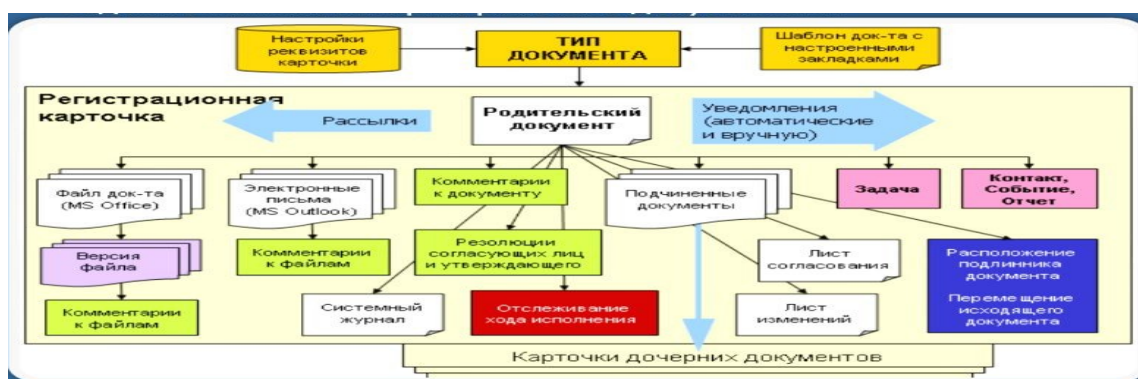 Настройки
реквизитов
карточки
ТИП
ДОКУМЕНТА
Шаблон док-та с
настроенными
закладками
Регистрационная
карточка
Рассылки
Родительский
документ
Уведомления
(автоматические
и вручную)
Файл док-та
(MS Office)
Электронные
письма
(MS Outlook)
Комментарии
к документу
Подчиненные
документы
Задача
Контакт,
Событие,
Отчет
Версия
файла
Комментарии
к файлам
Резолюции
согласующих лиц
и утверждающего
Лист
согласования
Расположение
подлинника
документа
Перемещение
исходящего
документа
Комментарии
к файлам
Системный
журнал
Отслеживание
хода исполнения
Лист
изменений
Карточки дочерних документов